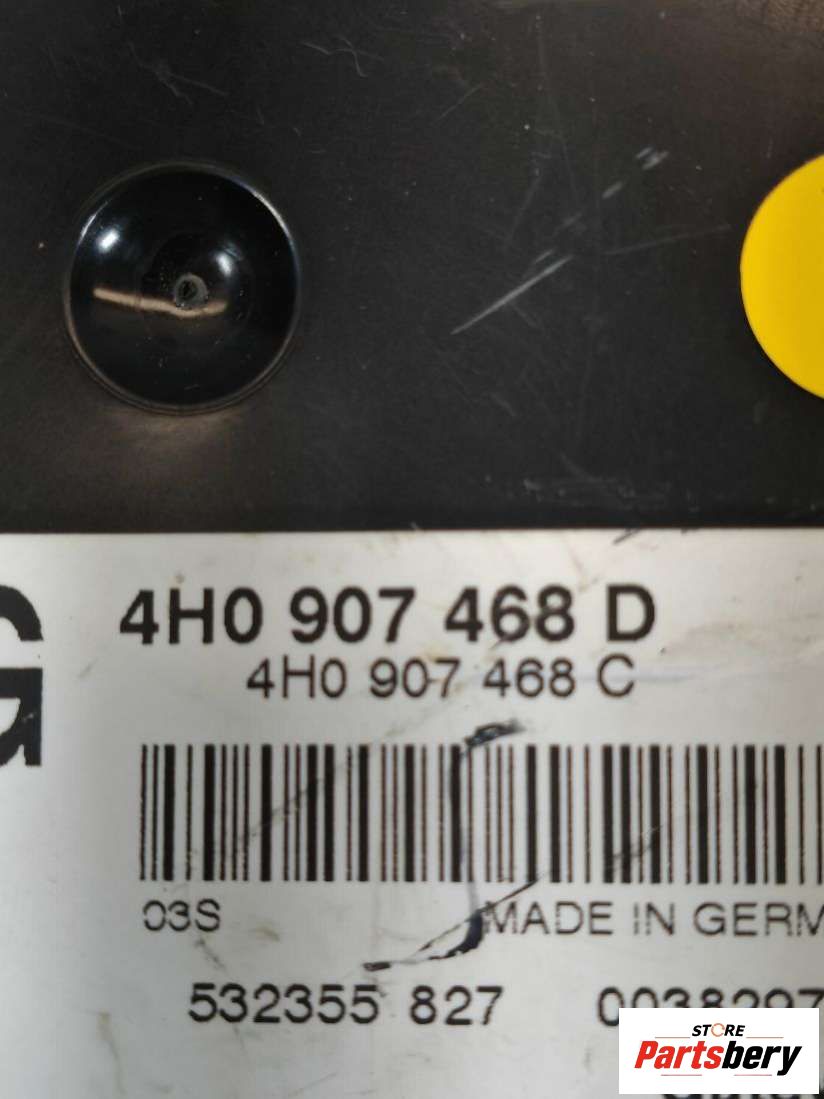 G
4H0 907 468 D
4H0 907 468 C
03S
MADE IN GERM
532355 827
STORE
Partsbery